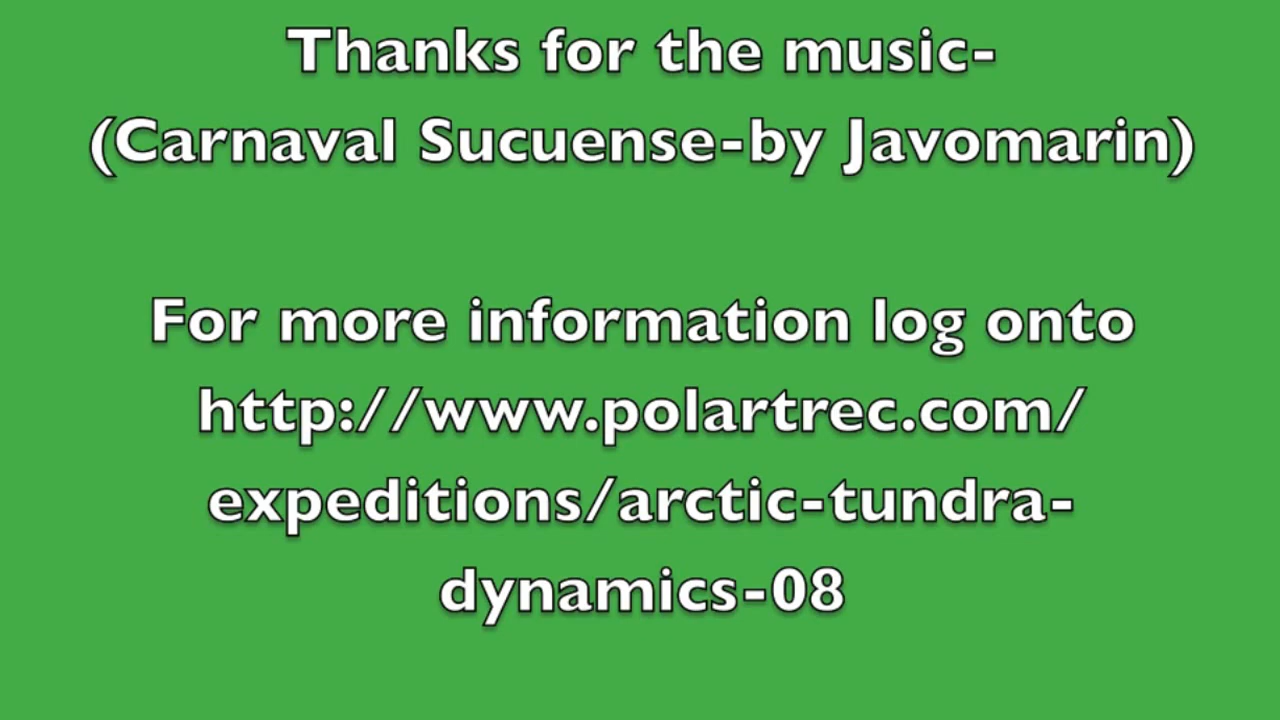 Thanks for the music-
(Carnaval Sucuense-by Javomarin)
For more information log onto
http://www.polartrec.com/
expeditions/arctic-tundra-
dynamics-08